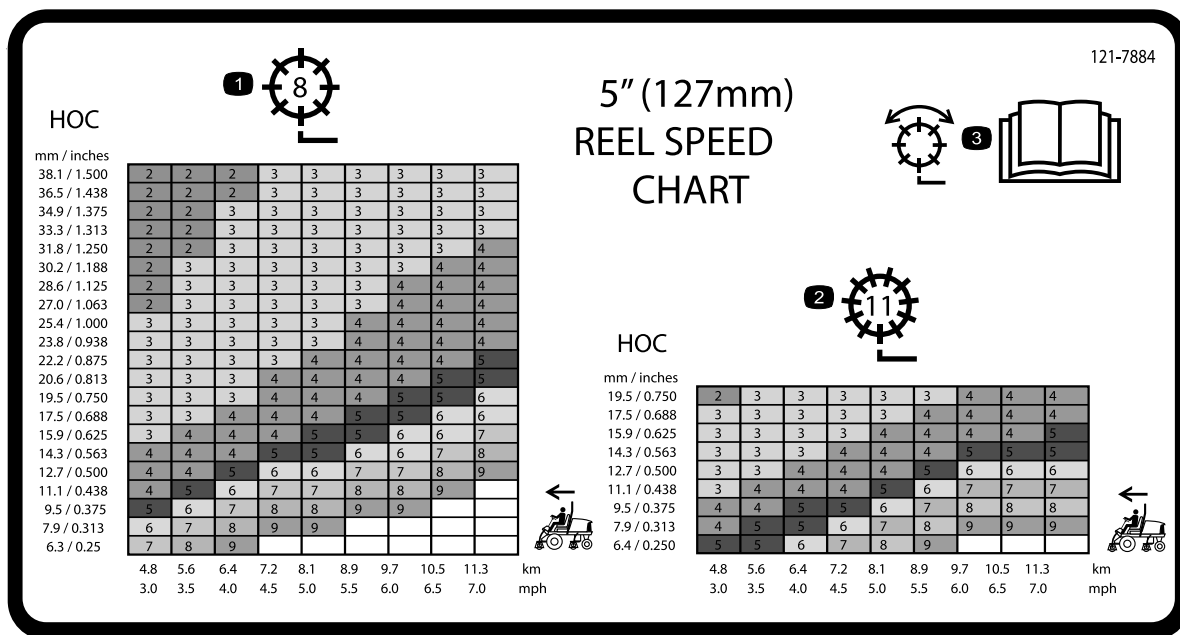 121-7884
5” (127mm)
REEL SPEED
CHART
1
8
3
HOC
mm / inches
38.1 / 1.500 2 2 2 3 3 3 3 3 3
36.5 / 1.438 2 2 2 3 3 3 3 3 3
34.9 / 1.375 2 2 3 3 3 3 3 3 3
33.3 / 1.313 2 2 3 3 3 3 3 3 3
31.8 / 1.250 2 2 3 3 3 3 3 3 4
30.2 / 1.188 2 3 3 3 3 3 3 4 4
28.6 / 1.125 2 3 3 3 3 3 4 4 4
27.0 / 1.063 2 3 3 3 3 3 4 4 4
25.4 / 1.000 3 3 3 3 3 4 4 4 4
23.8 / 0.938 3 3 3 3 3 4 4 4 4
22.2 / 0.875 3 3 3 3 4 4 4 4 5
20.6 / 0.813 3 3 3 4 4 4 4 5 5
19.5 / 0.750 3 3 3 4 4 4 5 5 6
17.5 / 0.688 3 3 4 4 4 5 5 6 6
15.9 / 0.625 3 4 4 4 5 5 6 6 7
14.3 / 0.563 4 4 4 5 5 6 6 7 8
12.7 / 0.500 4 4 5 6 6 7 7 8 9
11.1 / 0.438 4 5 6 7 7 8 8 9
9.5 / 0.375 5 6 7 8 8 9 9
7.9 / 0.313 6 7 8 9 9
6.3 / 0.25 7 8 9
4.8 5.6 6.4 7.2 8.1 8.9 9.7 10.5 11.3 km
3.0 3.5 4.0 4.5 5.0 5.5 6.0 6.5 7.0 mph
2
11
HOC
mm / inches
19.5 / 0.750 2 3 3 3 3 3 4 4 4
17.5 / 0.688 3 3 3 3 3 4 4 4 4
15.9 / 0.625 3 3 3 3 4 4 4 4 5
14.3 / 0.563 3 3 3 4 4 4 5 5 5
12.7 / 0.500 3 3 4 4 4 5 6 6 6
11.1 / 0.438 3 4 4 4 5 6 7 7 7
9.5 / 0.375 4 4 5 5 6 7 8 8 8
7.9 / 0.313 4 5 5 6 7 8 9 9 9
6.4 / 0.250 5 5 6 7 8 9
4.8 5.6 6.4 7.2 8.1 8.9 9.7 10.5 11.3 km
3.0 3.5 4.0 4.5 5.0 5.5 6.0 6.5 7.0 mph